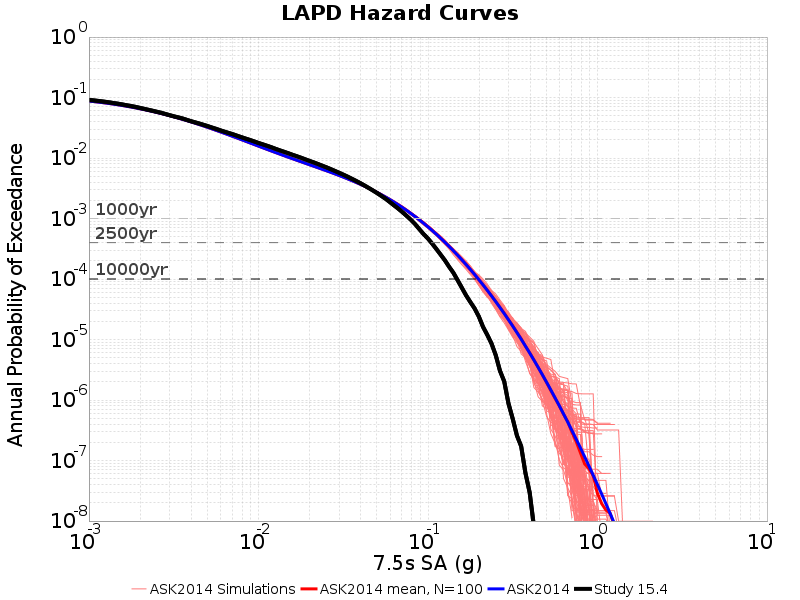 LAPD Hazard Curves
Annual Probability of Exceedance
10^0
10^-1
10^-2
10^-3
10^-4
10^-5
10^-6
10^-7
10^-8
1000yr
2500yr
10000yr
10^-3 10^-2 10^-1 10^0 10^1
7.5s SA (g)
ASK2014 Simulations ASK2014 mean, N=100 ASK2014 Study 15.4